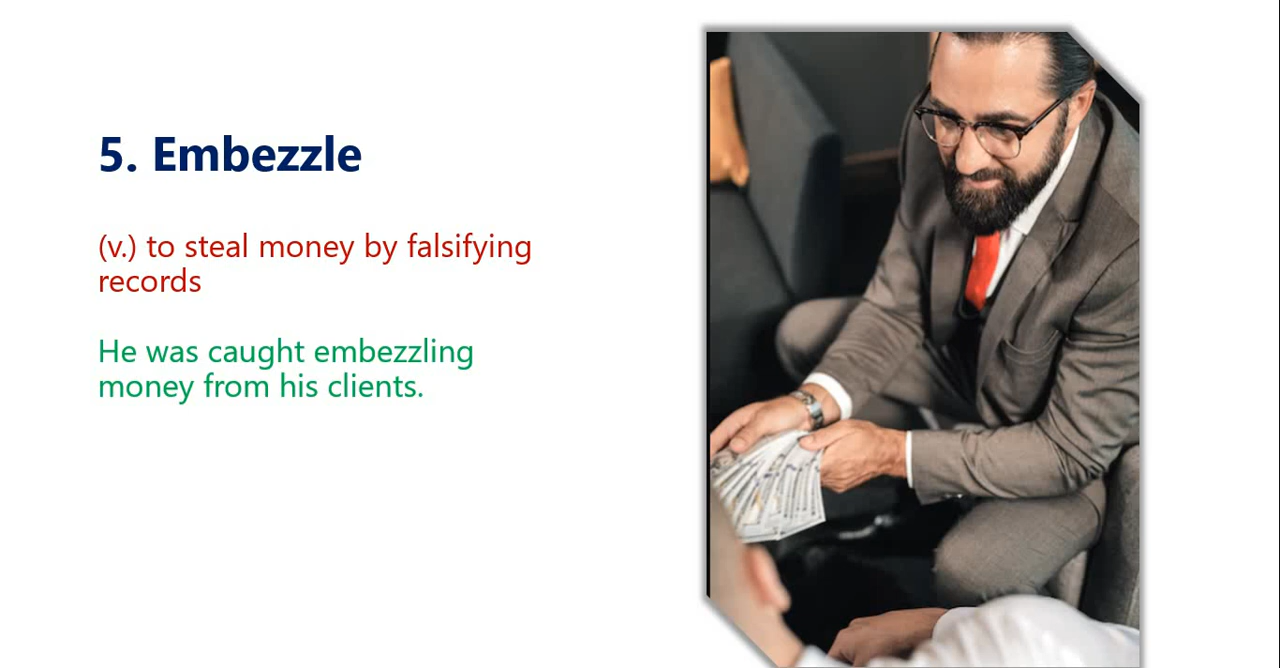 5. Embezzle
(v.) to steal money by falsifying
records
He was caught embezzling
money from his clients.